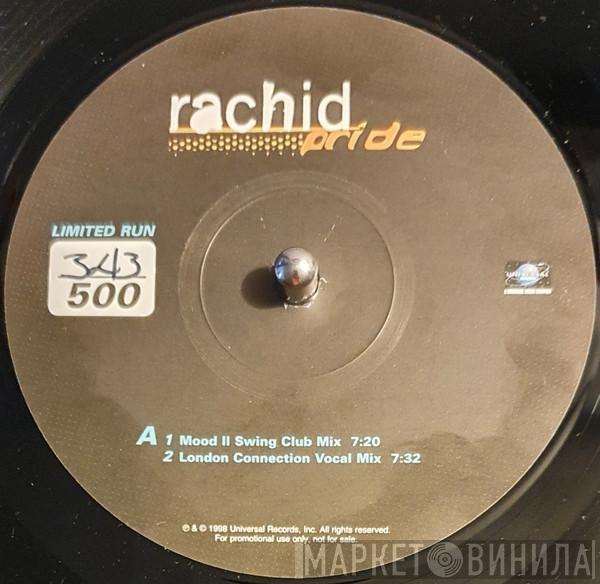 rachid
pride
LIMITED RUN
343
500
UNIVERSAL
A 1 Mood II Swing Club Mix 7:20
2 London Connection Vocal Mix 7:32
℗ & © 1998 Universal Records, Inc. All rights reserved.
For promotional use only, not for sale.
МАРКЕТ ВИНИЛА